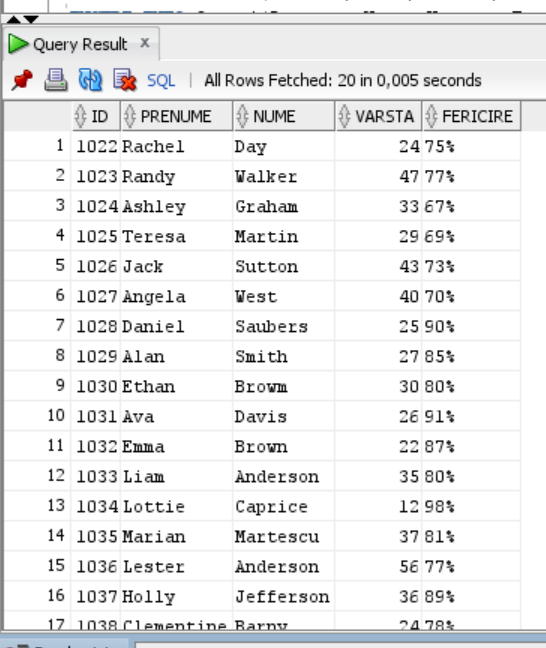 Query Result x
SQL | All Rows Fetched: 20 in 0,005 seconds
ID PRENUME NUME VARSTA FERICIRE
1 1022 Rachel Day 24 75%
2 1023 Randy Walker 47 77%
3 1024 Ashley Graham 33 67%
4 1025 Teresa Martin 29 69%
5 1026 Jack Sutton 43 73%
6 1027 Angela West 40 70%
7 1028 Daniel Saubers 25 90%
8 1029 Alan Smith 27 85%
9 1030 Ethan Browm 30 80%
10 1031 Ava Davis 26 91%
11 1032 Emma Brown 22 87%
12 1033 Liam Anderson 35 80%
13 1034 Lottie Caprice 12 98%
14 1035 Marian Martescu 37 81%
15 1036 Lester Anderson 56 77%
16 1037 Holly Jefferson 36 89%
17 1038 Clementine Barny 24 78%